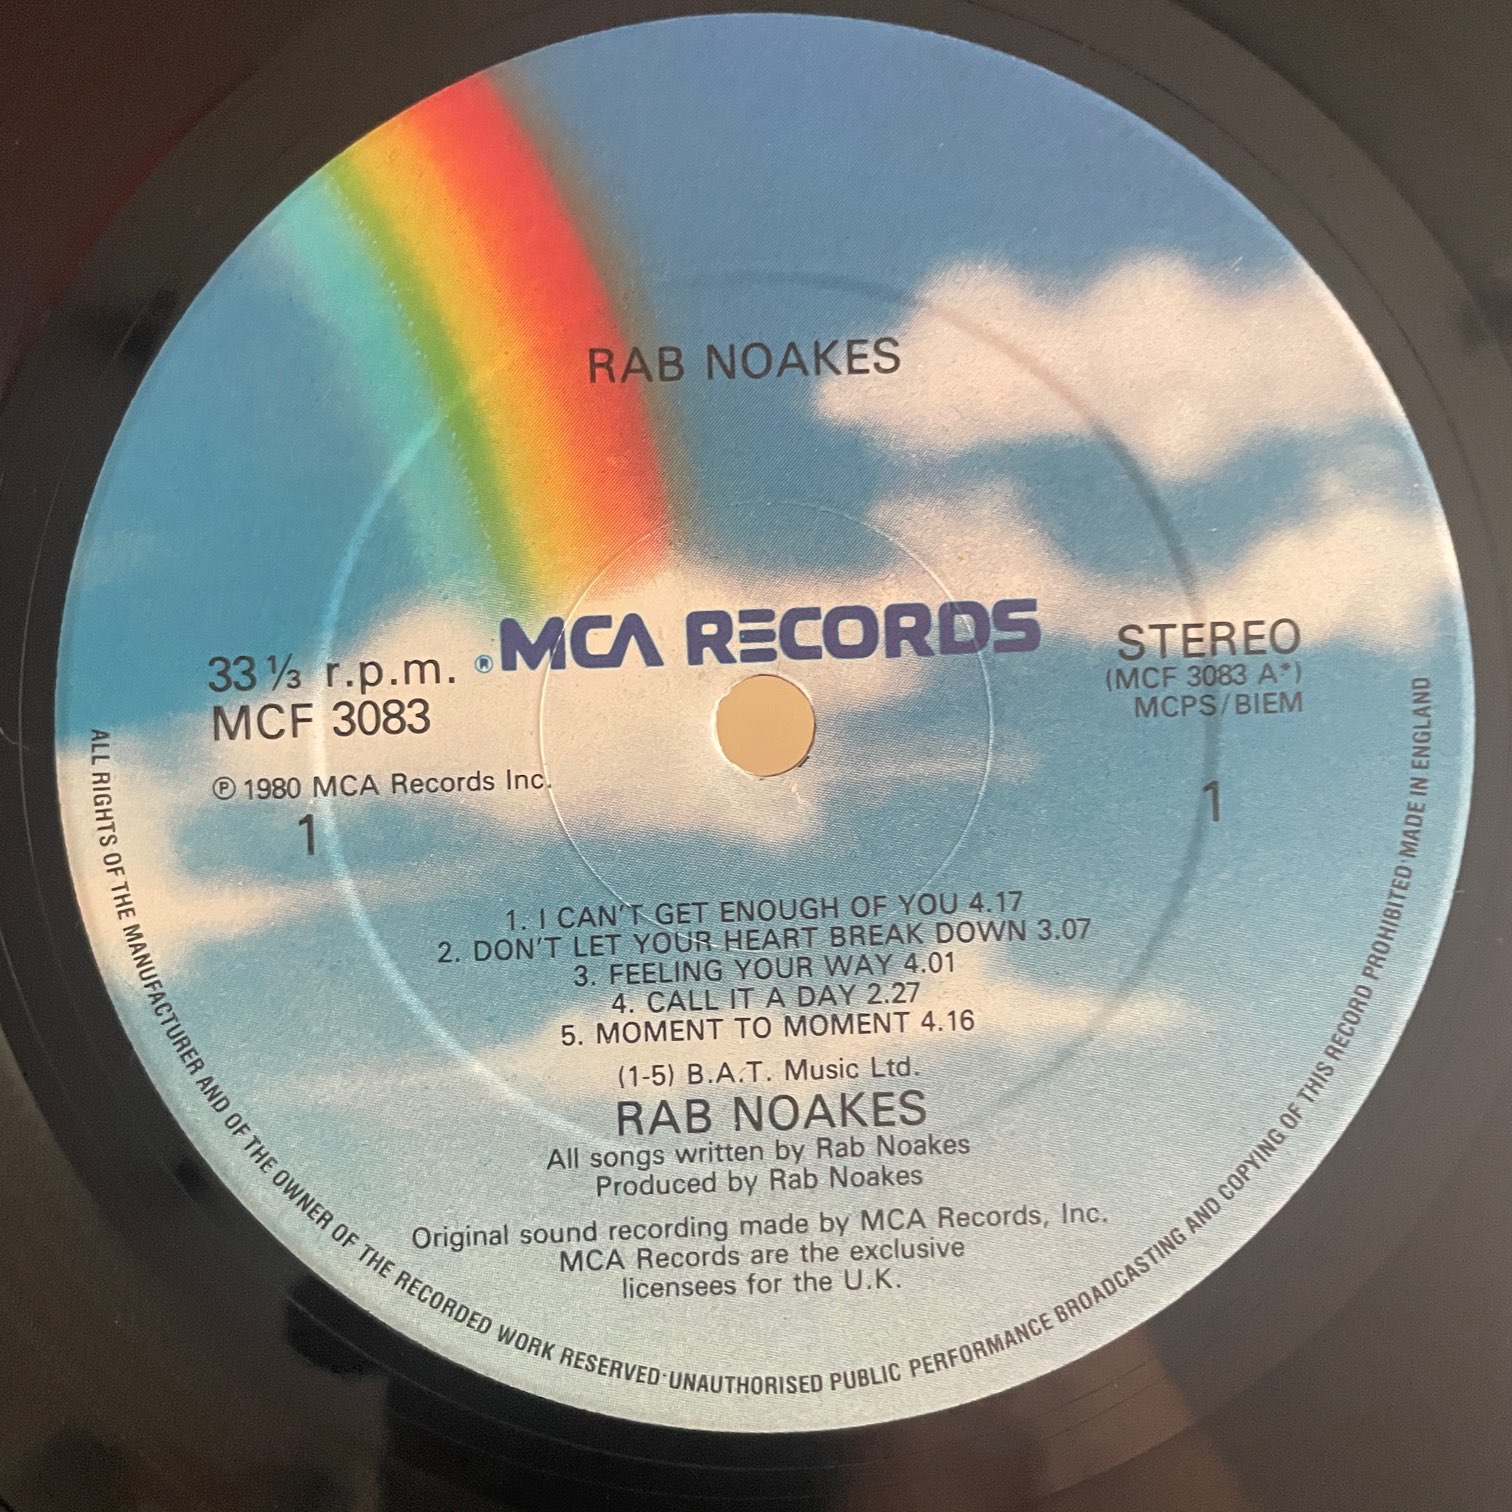 RAB NOAKES
® MCA RECORDS
33⅓ r.p.m.
MCF 3083
℗ 1980 MCA Records Inc.
1
STEREO
(MCF 3083 A*)
MCPS/BIEM
1
1. I CAN'T GET ENOUGH OF YOU 4.17
2. DON'T LET YOUR HEART BREAK DOWN 3.07
3. FEELING YOUR WAY 4.01
4. CALL IT A DAY 2.27
5. MOMENT TO MOMENT 4.16
(1-5) B.A.T. Music Ltd.
RAB NOAKES
All songs written by Rab Noakes
Produced by Rab Noakes
Original sound recording made by MCA Records, Inc.
MCA Records are the exclusive
licensees for the U.K.
ALL RIGHTS OF THE MANUFACTURER AND OF THE OWNER OF THE RECORDED WORK RESERVED·UNAUTHORISED PUBLIC PERFORMANCE BROADCASTING AND COPYING OF THIS RECORD PROHIBITED·MADE IN ENGLAND